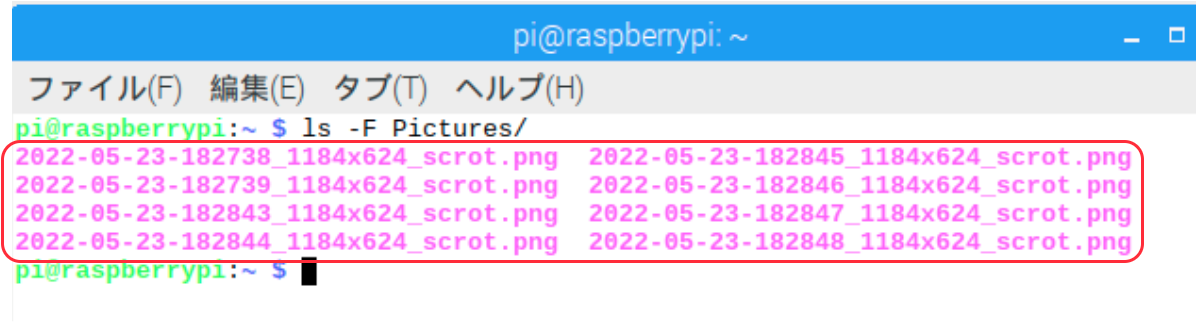 pi@raspberrypi: ~
ファイル(F) 編集(E) タブ(T) ヘルプ(H)
pi@raspberrypi:~ $ ls -F Pictures/
2022-05-23-182738_1184x624_scrot.png 2022-05-23-182845_1184x624_scrot.png
2022-05-23-182739_1184x624_scrot.png 2022-05-23-182846_1184x624_scrot.png
2022-05-23-182843_1184x624_scrot.png 2022-05-23-182847_1184x624_scrot.png
2022-05-23-182844_1184x624_scrot.png 2022-05-23-182848_1184x624_scrot.png
pi@raspberrypi:~ $